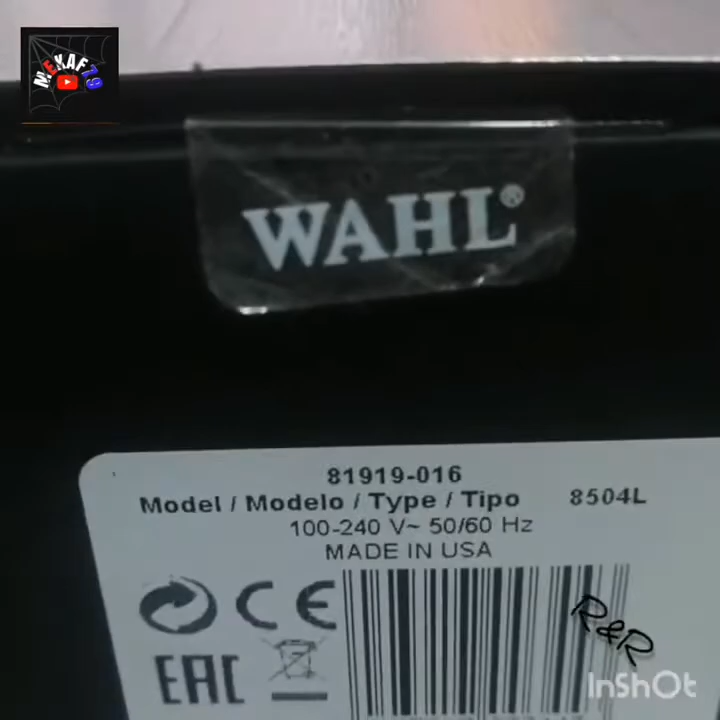 MEKAF79
WAHL®
81919-016
Model / Modelo / Type / Tipo 8504L
100-240 V~ 50/60 Hz
MADE IN USA
CE
EAC
R&R
InShOt